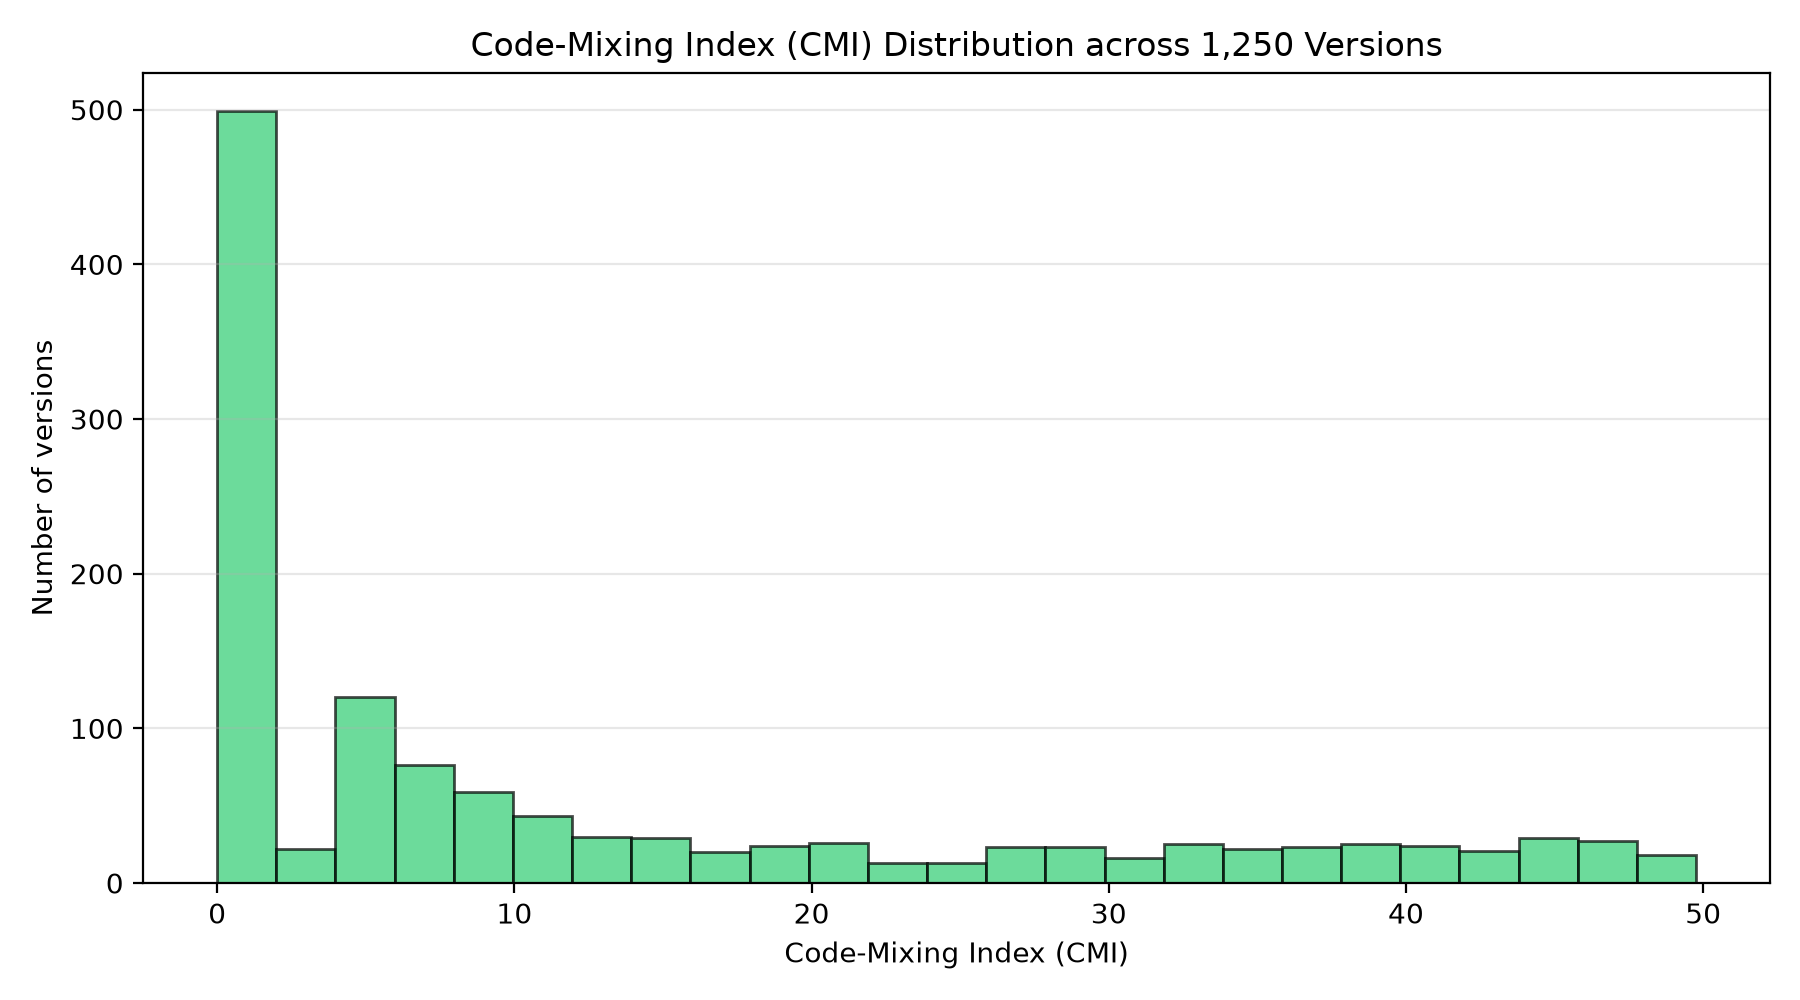 Code-Mixing Index (CMI) Distribution across 1,250 Versions
Number of versions
500
400
300
200
100
0
0 10 20 30 40 50
Code-Mixing Index (CMI)